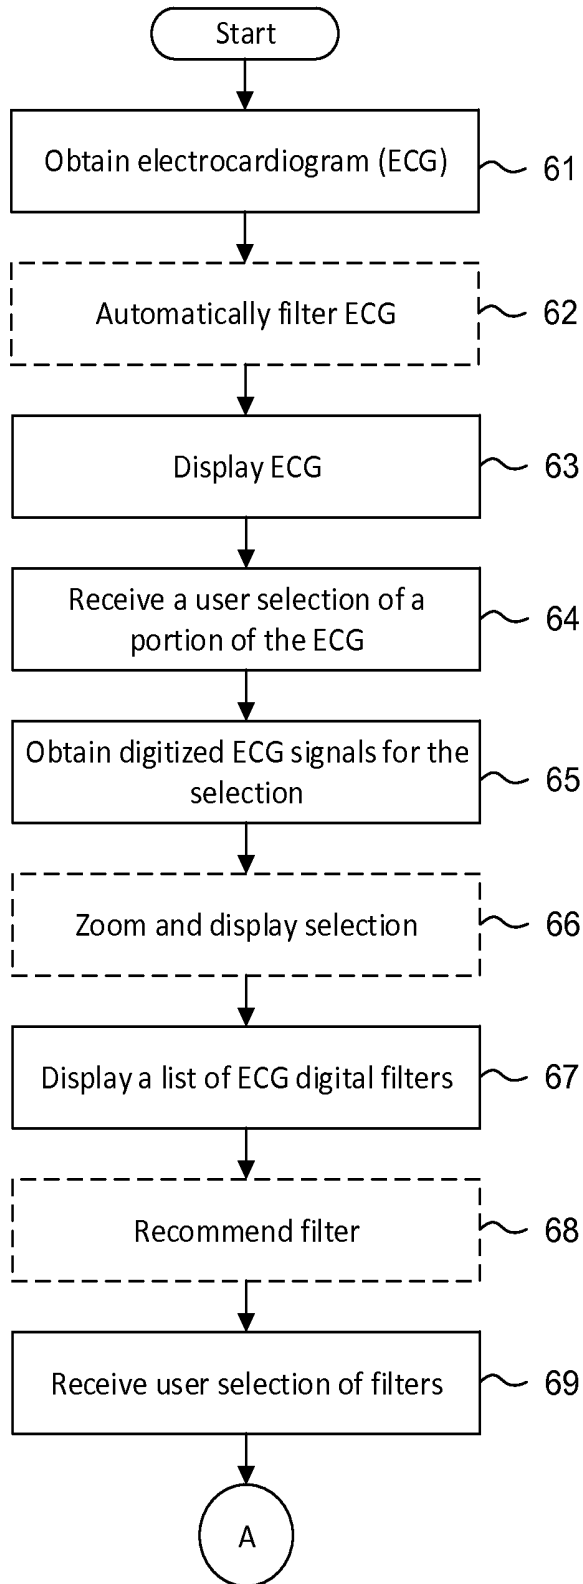 Start
Obtain electrocardiogram (ECG)
61
Automatically filter ECG
62
Display ECG
63
Receive a user selection of a
portion of the ECG
64
Obtain digitized ECG signals for the
selection
65
Zoom and display selection
66
Display a list of ECG digital filters
67
Recommend filter
68
Receive user selection of filters
69
A